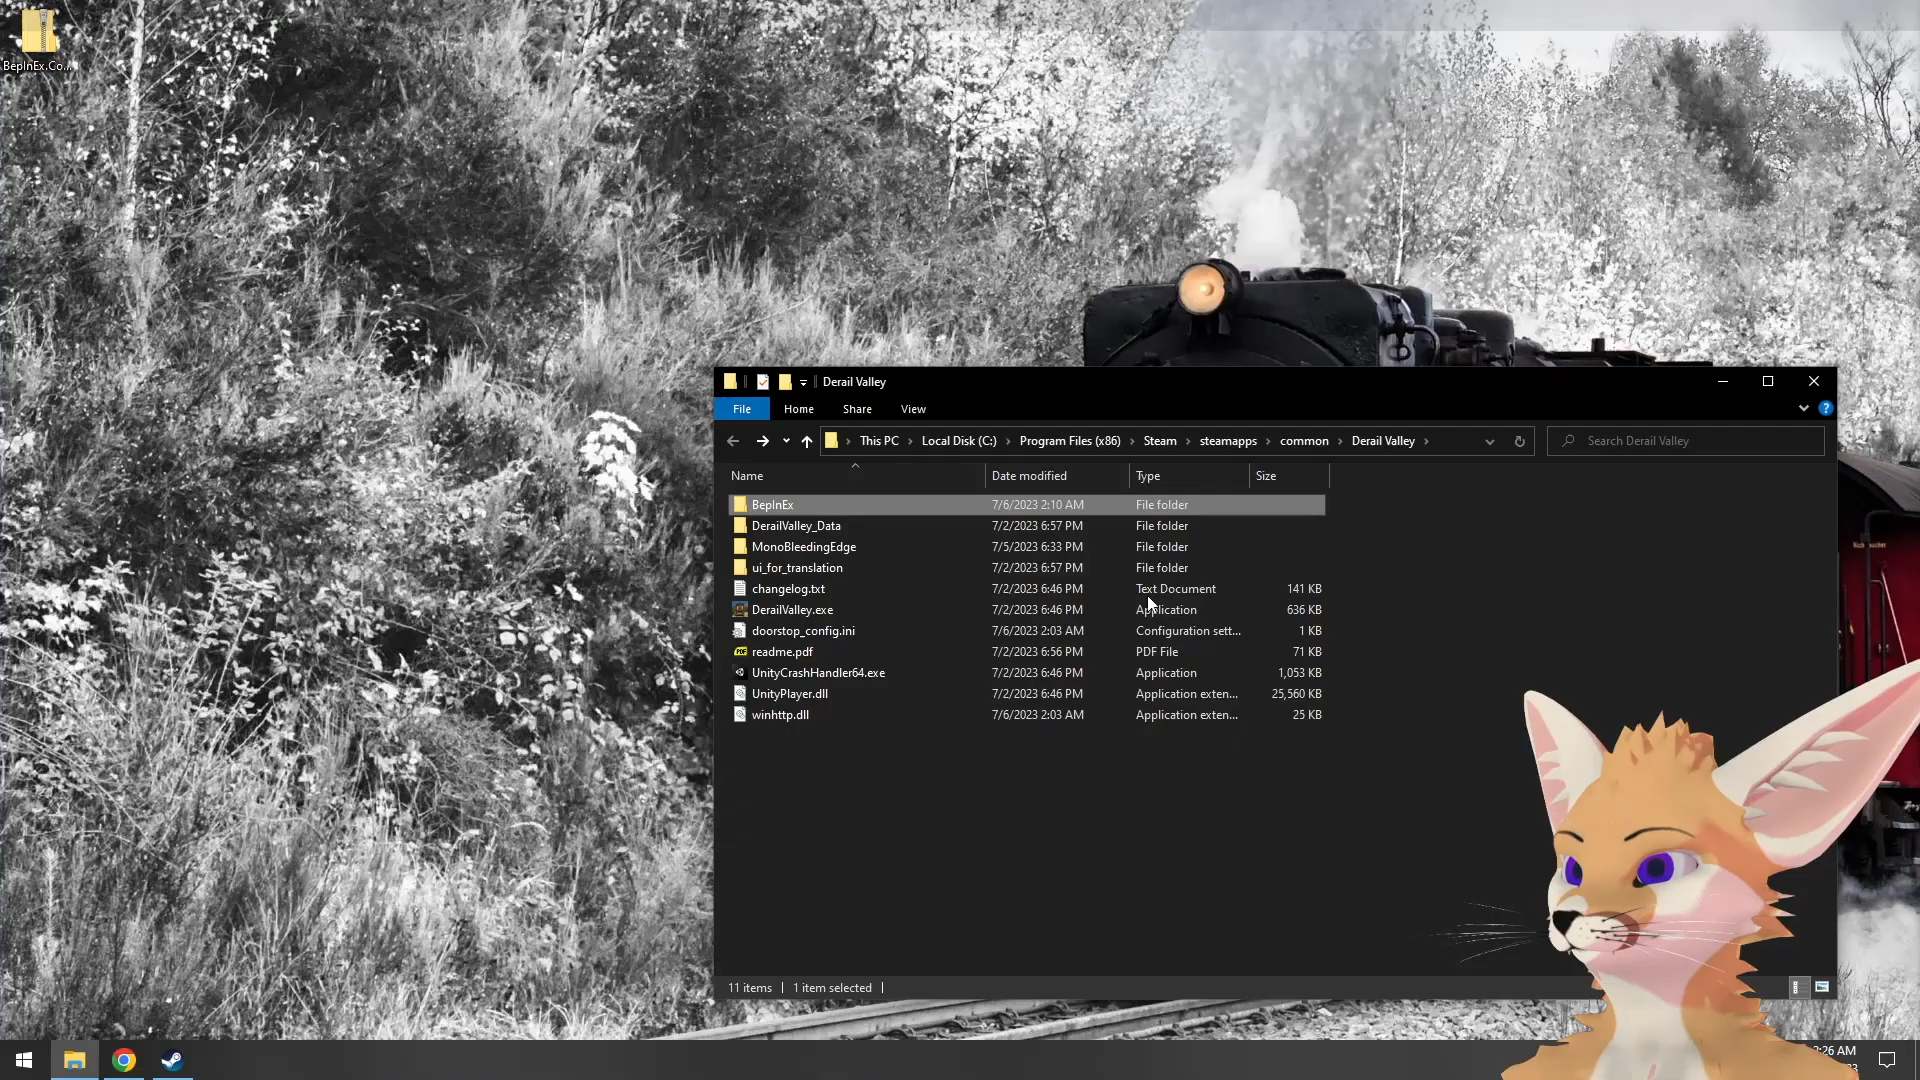 BepInEx.Co...
Derail Valley
File Home Share View
This PC Local Disk (C:) Program Files (x86) Steam steamapps common Derail Valley
Search Derail Valley
Name Date modified Type Size
BepInEx 7/6/2023 2:10 AM File folder
DerailValley_Data 7/2/2023 6:57 PM File folder
MonoBleedingEdge 7/5/2023 6:33 PM File folder
ui_for_translation 7/2/2023 6:57 PM File folder
changelog.txt 7/2/2023 6:46 PM Text Document 141 KB
DerailValley.exe 7/2/2023 6:46 PM Application 636 KB
doorstop_config.ini 7/6/2023 2:03 AM Configuration sett... 1 KB
readme.pdf 7/2/2023 6:56 PM PDF File 71 KB
UnityCrashHandler64.exe 7/2/2023 6:46 PM Application 1,053 KB
UnityPlayer.dll 7/2/2023 6:46 PM Application exten... 25,560 KB
winhttp.dll 7/6/2023 2:03 AM Application exten... 25 KB
11 items 1 item selected
2:26 AM